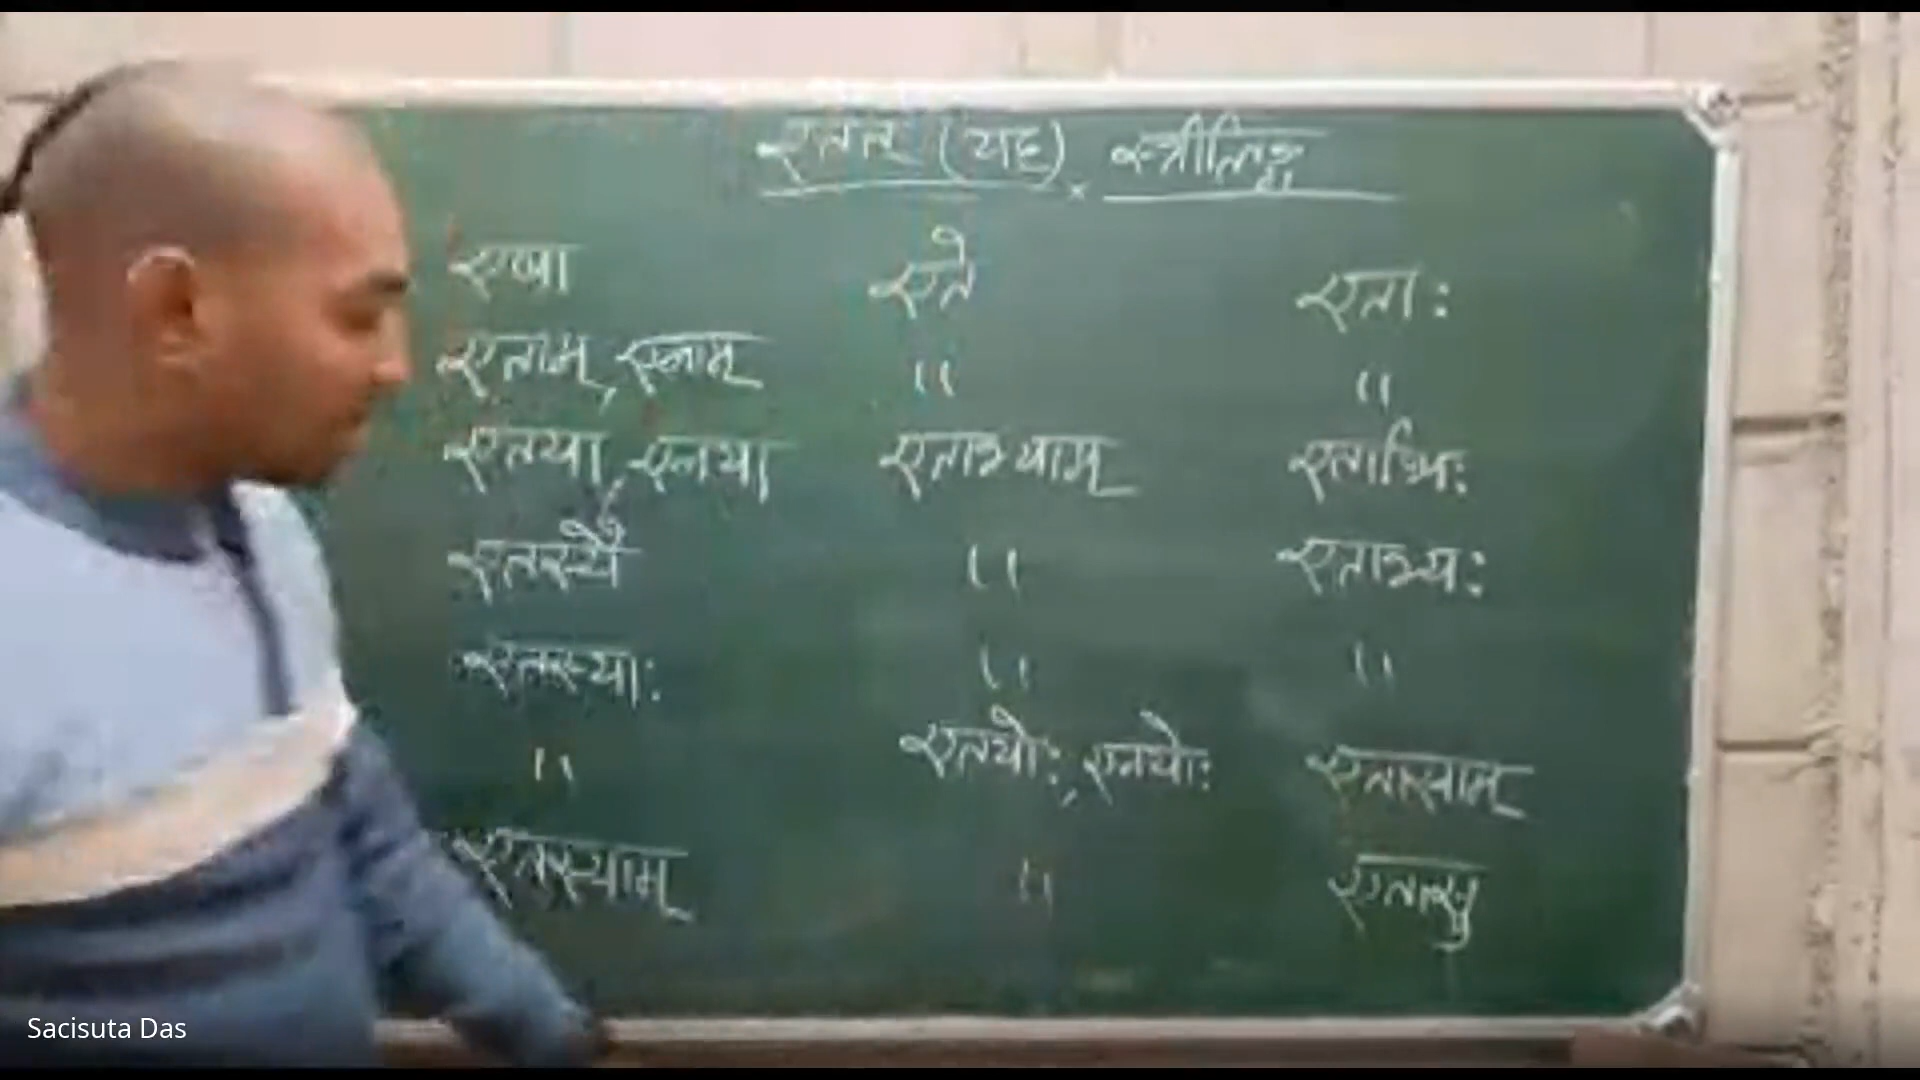 एतत् (यह) स्त्रीलिङ्ग
एषा एते एताः
एताम्, एनाम् " "
एतया, एनया एताभ्याम् एताभिः
एतस्यै " एताभ्यः
एतस्याः " "
" एतयोः, एनयोः एतासाम्
एतस्याम् " एतासु
Sacisuta Das